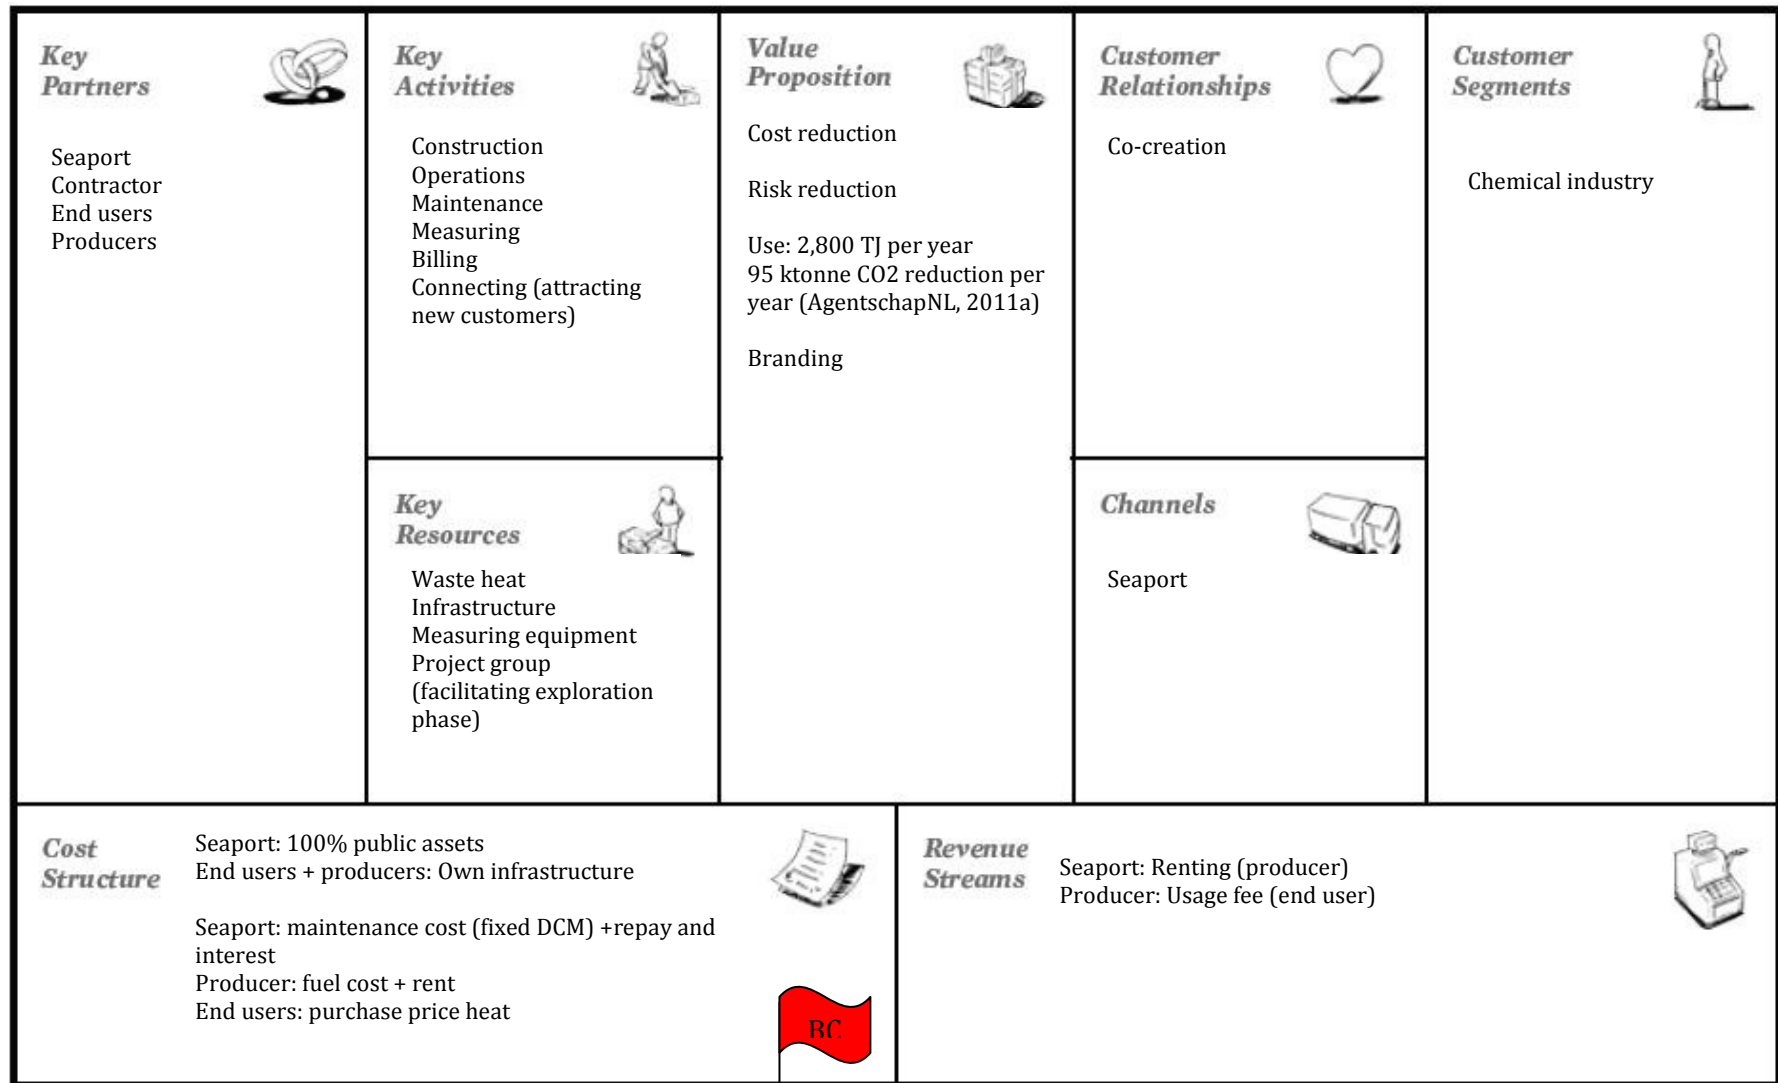 Key
Partners
Seaport
Contractor
End users
Producers
Key
Activities
Construction
Operations
Maintenance
Measuring
Billing
Connecting (attracting
new customers)
Key
Resources
Waste heat
Infrastructure
Measuring equipment
Project group
(facilitating exploration
phase)
Value
Proposition
Cost reduction
Risk reduction
Use: 2,800 TJ per year
95 ktonne CO2 reduction per
year (AgentschapNL, 2011a)
Branding
Customer
Relationships
Co-creation
Channels
Seaport
Customer
Segments
Chemical industry
Cost
Structure
Seaport: 100% public assets
End users + producers: Own infrastructure
Seaport: maintenance cost (fixed DCM) +repay and
interest
Producer: fuel cost + rent
End users: purchase price heat
BC
Revenue
Streams
Seaport: Renting (producer)
Producer: Usage fee (end user)